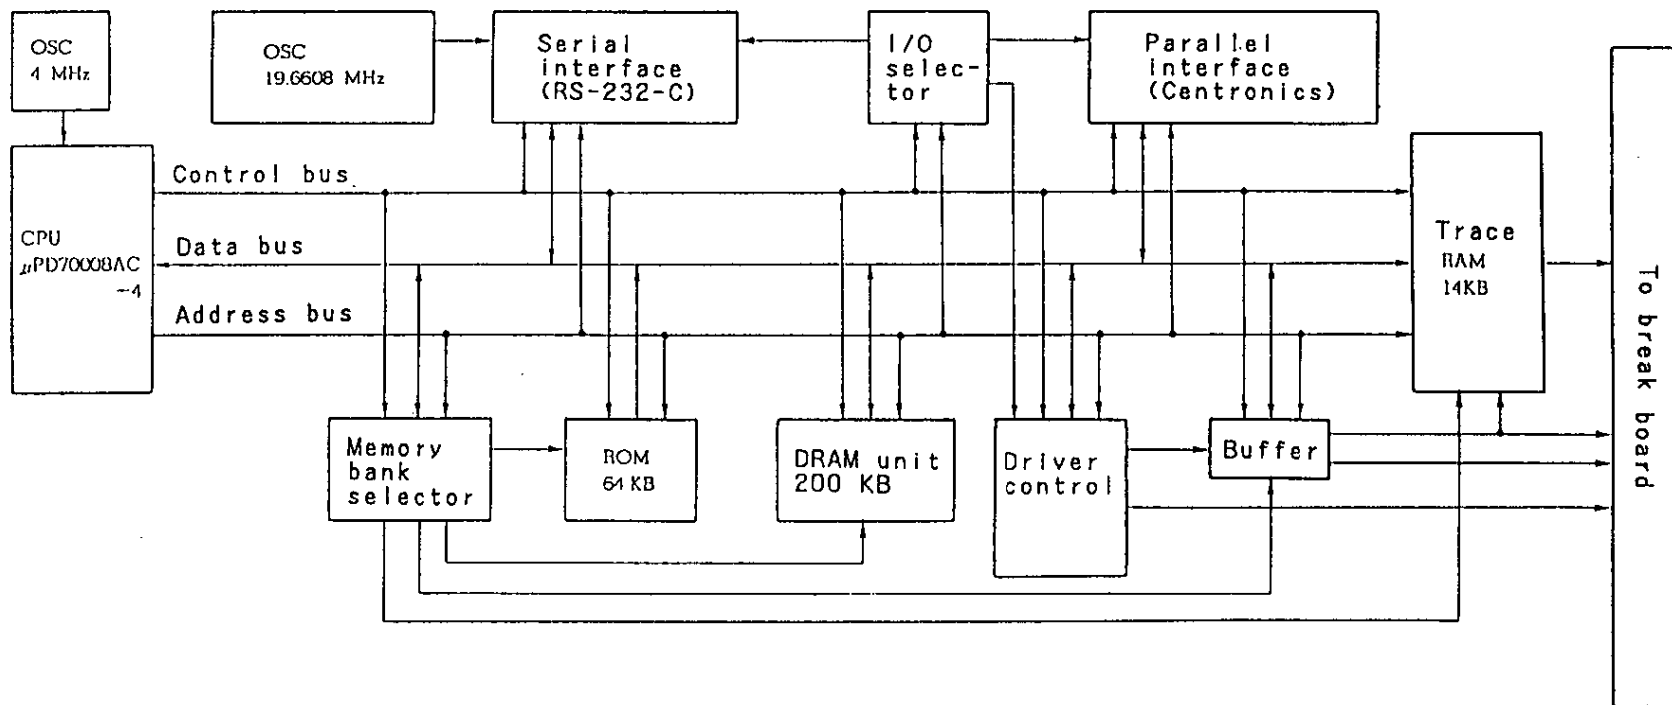 OSC
4 MHz
OSC
19.6608 MHz
Serial
interface
(RS-232-C)
I/O
selec-
tor
Parallel
interface
(Centronics)
Control bus
CPU
μPD70008AC
-4
Data bus
Address bus
Trace
RAM
14KB
To break board
Memory
bank
selector
ROM
64 KB
DRAM unit
200 KB
Driver
control
Buffer